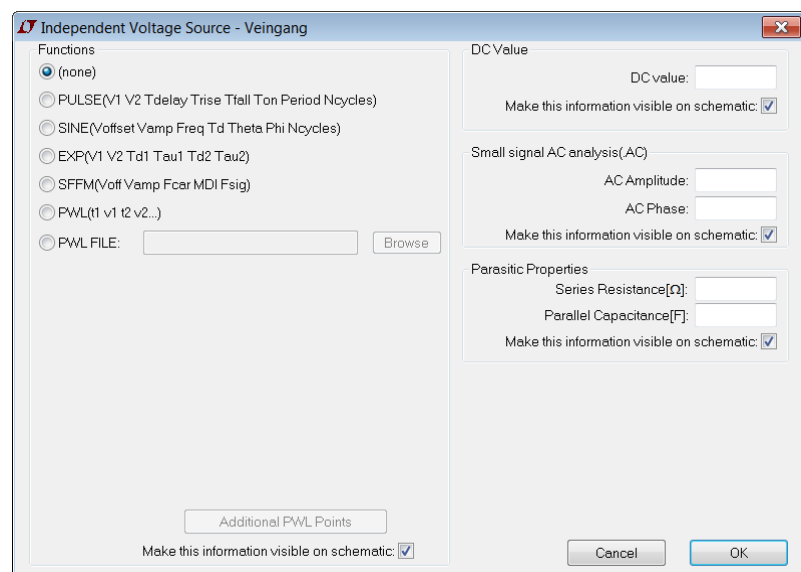 Independent Voltage Source - Veingang
Functions
(none)
PULSE(V1 V2 Tdelay Trise Tfall Ton Period Ncycles)
SINE(Voffset Vamp Freq Td Theta Phi Ncycles)
EXP(V1 V2 Td1 Tau1 Td2 Tau2)
SFFM(Voff Vamp Fcar MDI Fsig)
PWL(t1 v1 t2 v2...)
PWL FILE:
Browse
Additional PWL Points
Make this information visible on schematic:
DC Value
DC value:
Make this information visible on schematic:
Small signal AC analysis(.AC)
AC Amplitude:
AC Phase:
Make this information visible on schematic:
Parasitic Properties
Series Resistance[Ω]:
Parallel Capacitance[F]:
Make this information visible on schematic:
Cancel
OK